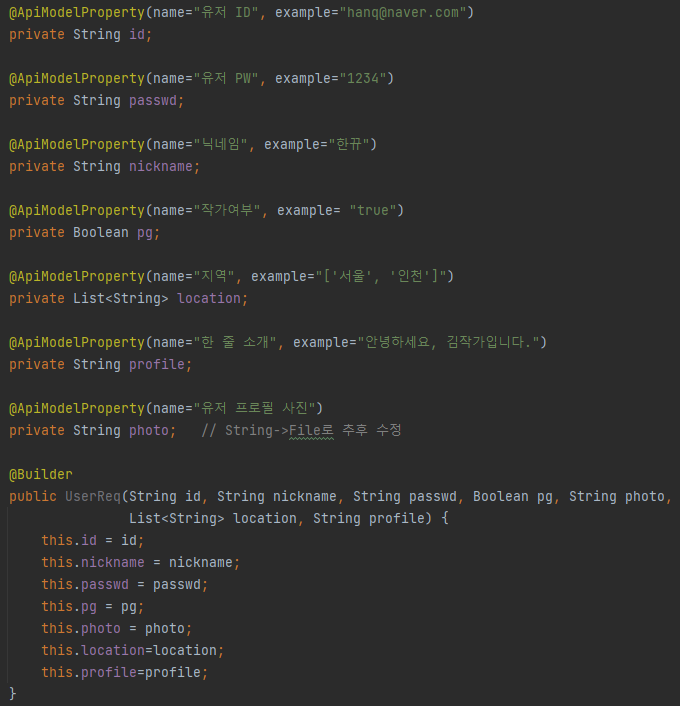 @ApiModelProperty(name="유저 ID", example="hanq@naver.com")
private String id;
@ApiModelProperty(name="유저 PW", example="1234")
private String passwd;
@ApiModelProperty(name="닉네임", example="한뀨")
private String nickname;
@ApiModelProperty(name="작가여부", example= "true")
private Boolean pg;
@ApiModelProperty(name="지역", example="['서울', '인천']")
private List<String> location;
@ApiModelProperty(name="한 줄 소개", example="안녕하세요, 김작가입니다.")
private String profile;
@ApiModelProperty(name="유저 프로필 사진")
private String photo;   // String->File로 추후 수정
@Builder
public UserReq(String id, String nickname, String passwd, Boolean pg, String photo,
               List<String> location, String profile) {
    this.id = id;
    this.nickname = nickname;
    this.passwd = passwd;
    this.pg = pg;
    this.photo = photo;
    this.location=location;
    this.profile=profile;
}